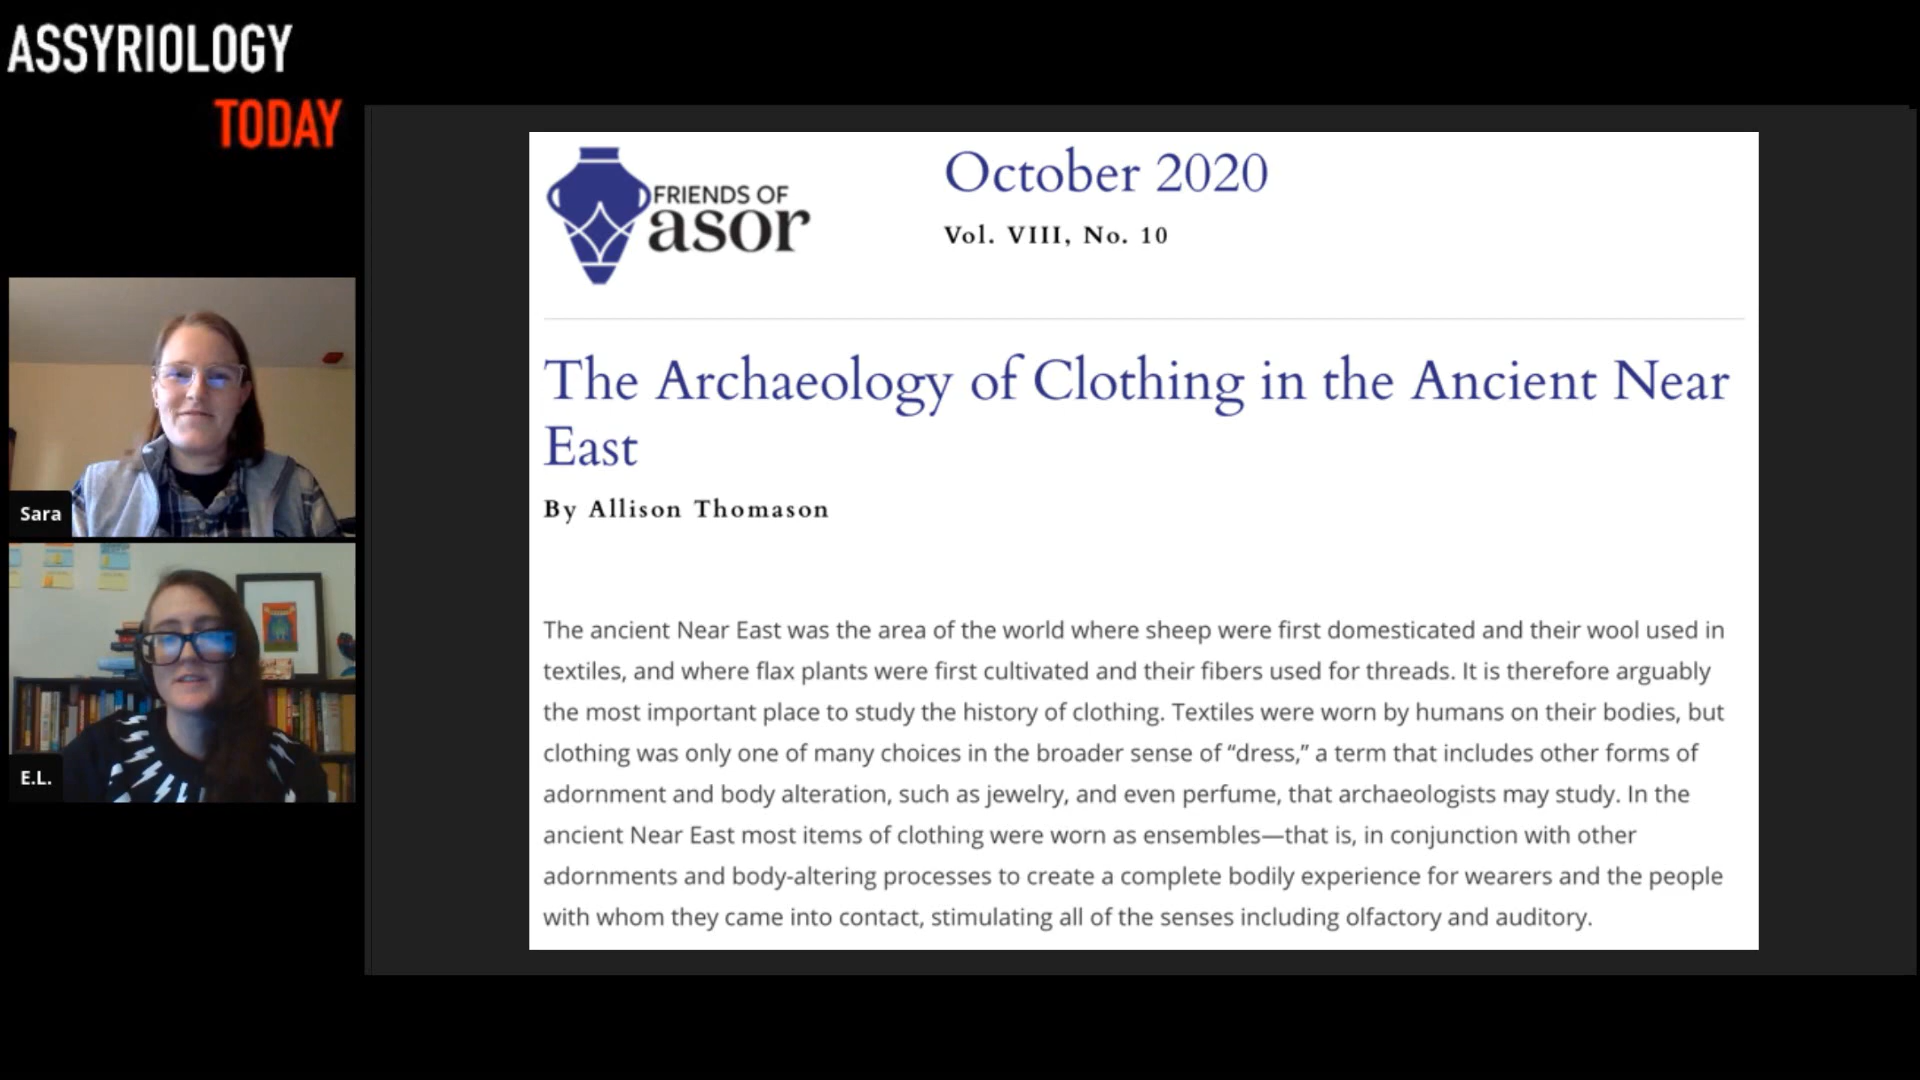 ASSYRIOLOGY
TODAY
FRIENDS OF
asor
October 2020
Vol. VIII, No. 10
The Archaeology of Clothing in the Ancient Near
East
By Allison Thomason
The ancient Near East was the area of the world where sheep were first domesticated and their wool used in
textiles, and where flax plants were first cultivated and their fibers used for threads. It is therefore arguably
the most important place to study the history of clothing. Textiles were worn by humans on their bodies, but
clothing was only one of many choices in the broader sense of “dress,” a term that includes other forms of
adornment and body alteration, such as jewelry, and even perfume, that archaeologists may study. In the
ancient Near East most items of clothing were worn as ensembles—that is, in conjunction with other
adornments and body-altering processes to create a complete bodily experience for wearers and the people
with whom they came into contact, stimulating all of the senses including olfactory and auditory.
Sara
E.L.